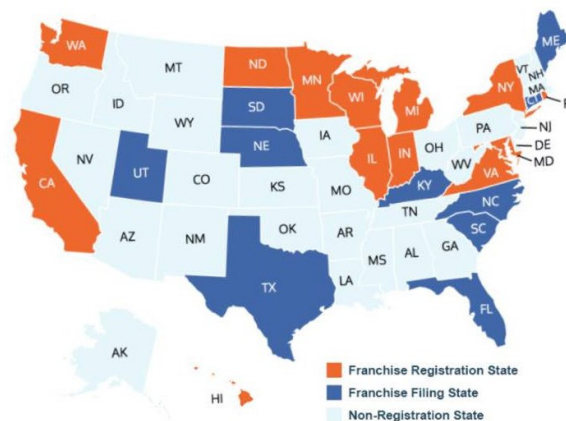 WA
ME
MT
ND
VT
MN
OR
NH
ID
WI
NY
MA
SD
MI
CT
WY
IA
PA
NJ
NE
OH
DE
NV
IL
IN
MD
UT
WV
CA
CO
VA
KS
MO
KY
NC
TN
AZ
OK
NM
AR
SC
MS
AL
GA
TX
LA
FL
AK
HI
Franchise Registration State
Franchise Filing State
Non-Registration State